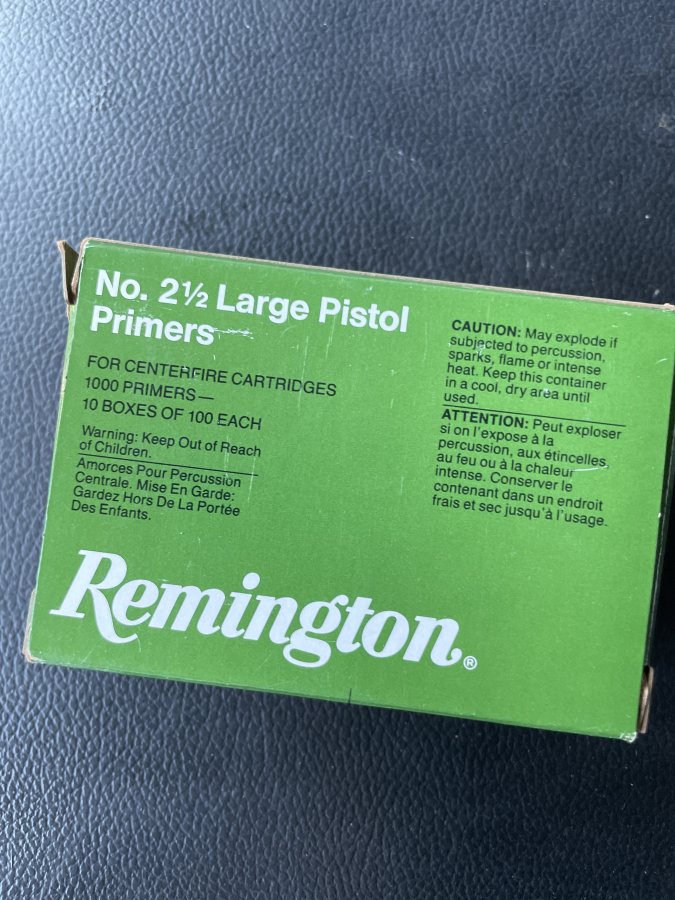 No. 2½ Large Pistol
Primers
FOR CENTERFIRE CARTRIDGES
1000 PRIMERS—
10 BOXES OF 100 EACH
Warning: Keep Out of Reach
of Children.
Amorces Pour Percussion
Centrale. Mise En Garde:
Gardez Hors De La Portée
Des Enfants.
CAUTION: May explode if
subjected to percussion,
sparks, flame or intense
heat. Keep this container
in a cool, dry area until
used.
ATTENTION: Peut exploser
si on l'expose à la
percussion, aux étincelles,
au feu ou à la chaleur
intense. Conserver le
contenant dans un endroit
frais et sec jusqu'à l'usage.
Remington®